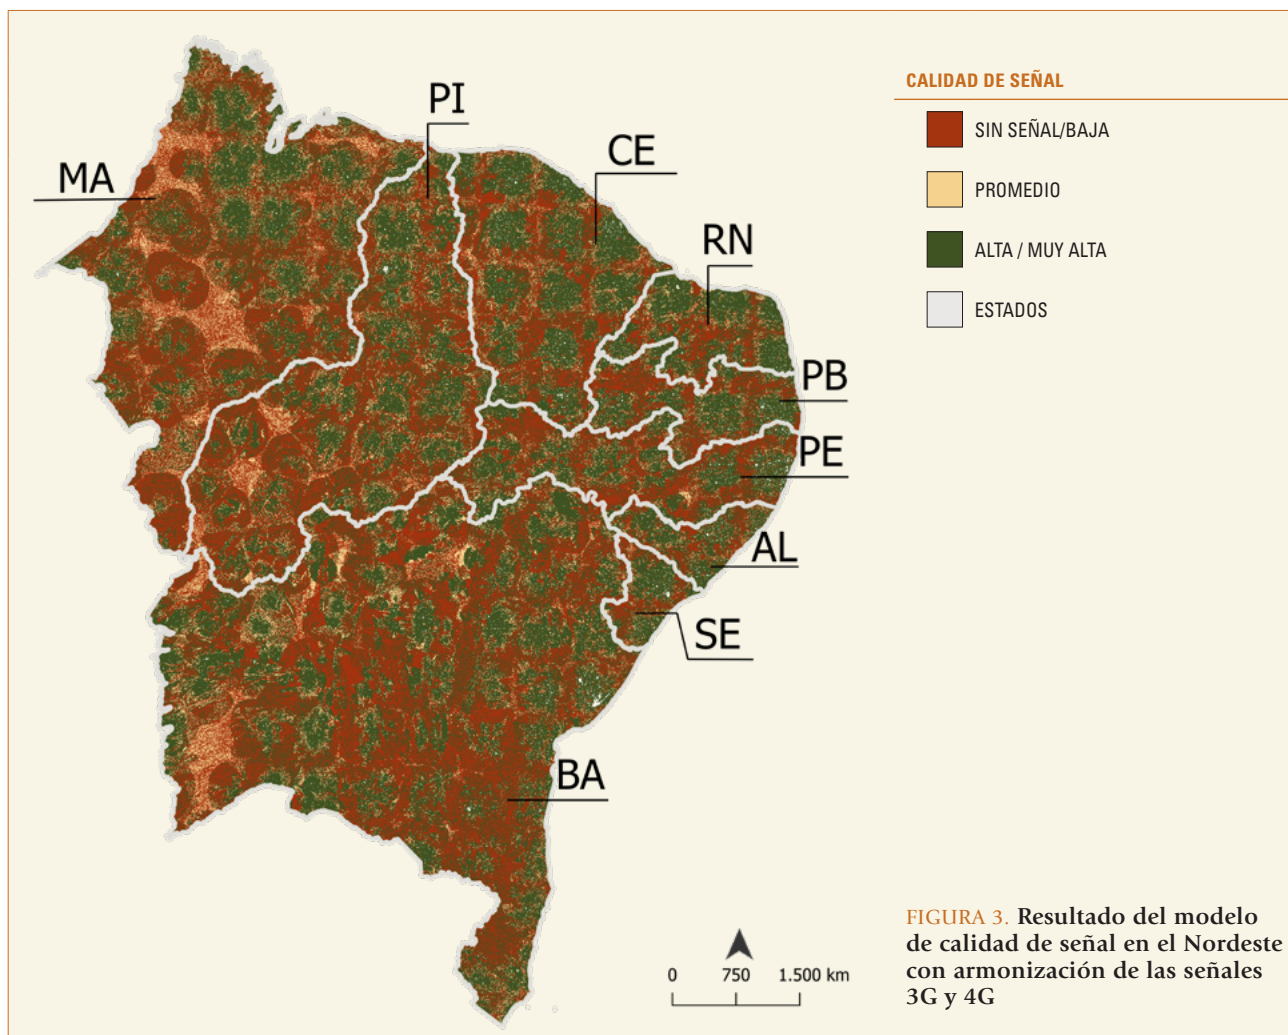 PI
MA
CE
RN
PB
PE
AL
SE
BA
CALIDAD DE SEÑAL
SIN SEÑAL/BAJA
PROMEDIO
ALTA / MUY ALTA
ESTADOS
0 750 1.500 km
FIGURA 3. Resultado del modelo
de calidad de señal en el Nordeste
con armonización de las señales
3G y 4G